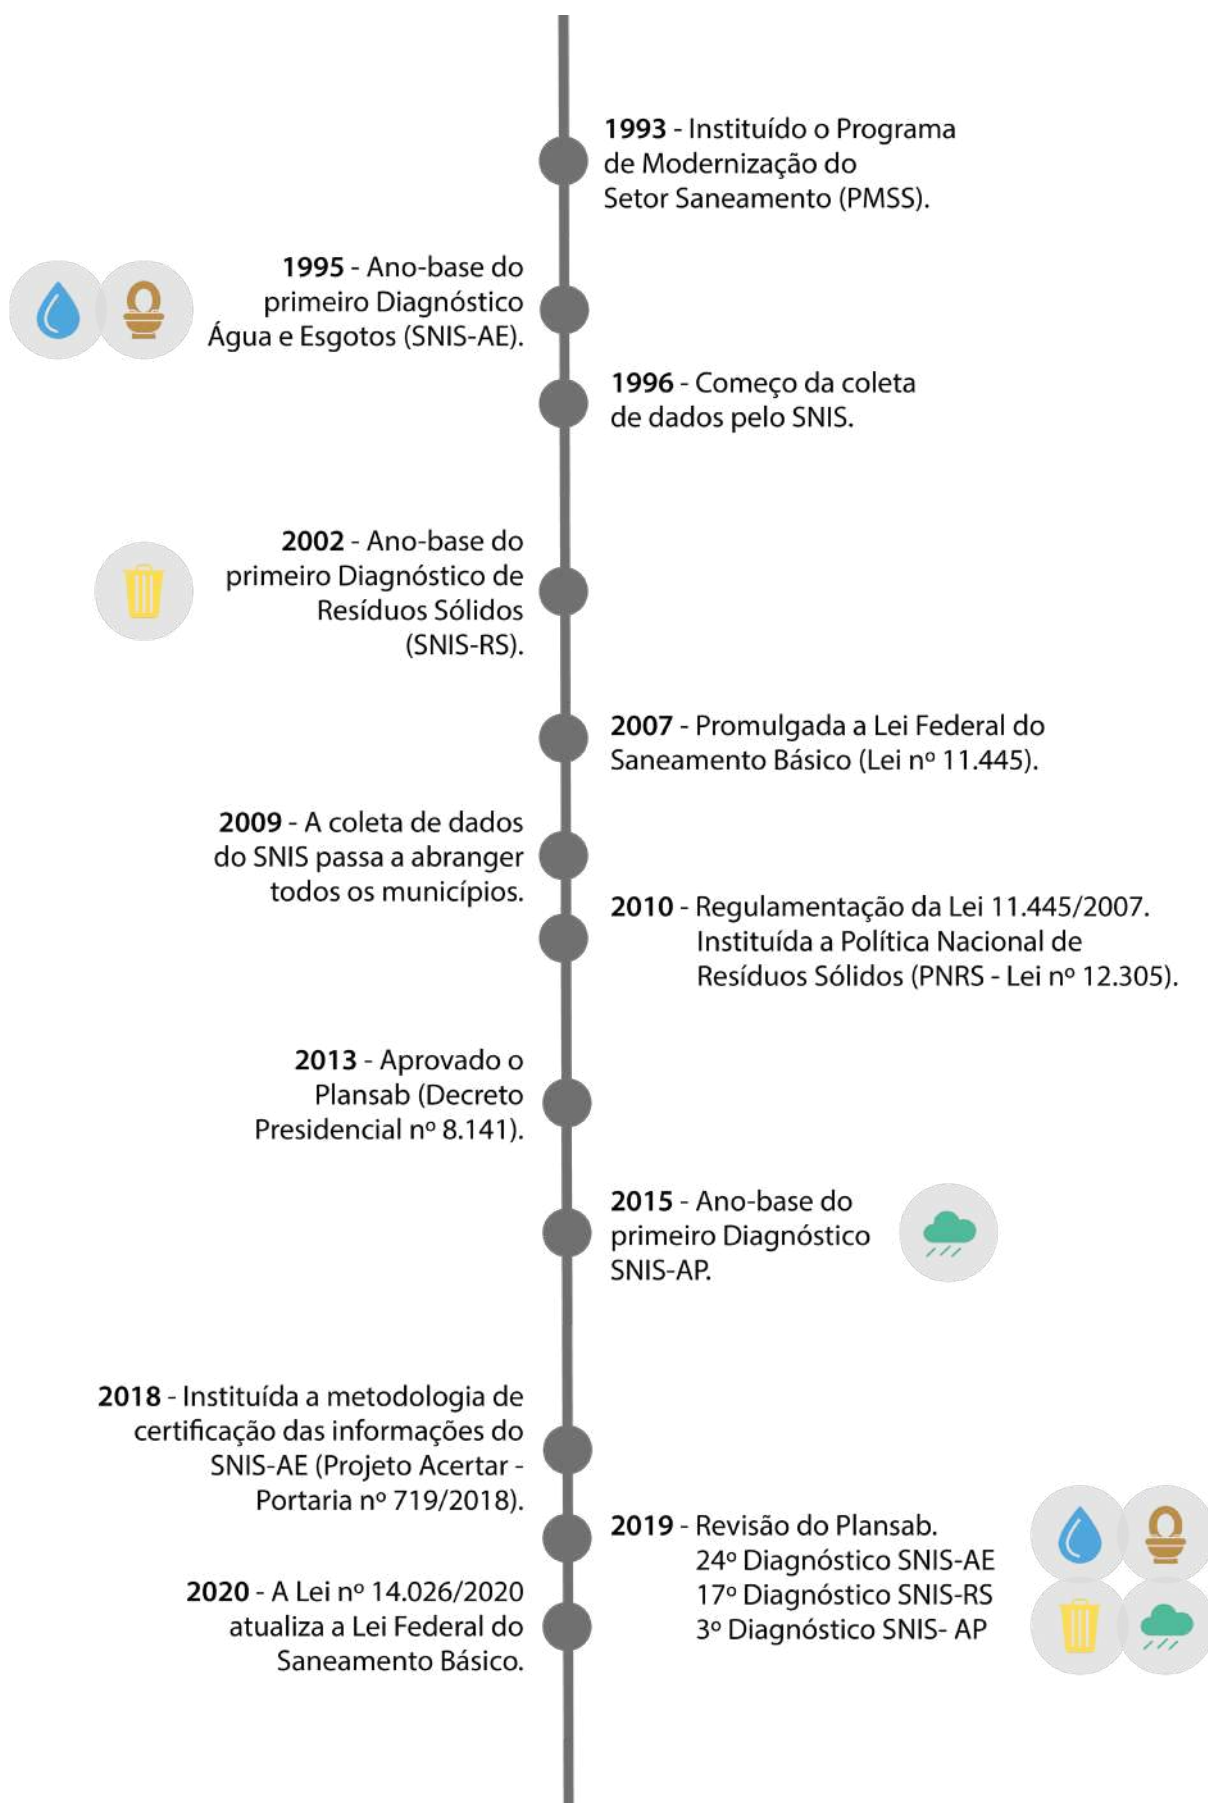 1993 - Instituído o Programa
de Modernização do
Setor Saneamento (PMSS).
1995 - Ano-base do
primeiro Diagnóstico
Água e Esgotos (SNIS-AE).
1996 - Começo da coleta
de dados pelo SNIS.
2002 - Ano-base do
primeiro Diagnóstico de
Resíduos Sólidos
(SNIS-RS).
2007 - Promulgada a Lei Federal do
Saneamento Básico (Lei nº 11.445).
2009 - A coleta de dados
do SNIS passa a abranger
todos os municípios.
2010 - Regulamentação da Lei 11.445/2007.
Instituída a Política Nacional de
Resíduos Sólidos (PNRS - Lei nº 12.305).
2013 - Aprovado o
Plansab (Decreto
Presidencial nº 8.141).
2015 - Ano-base do
primeiro Diagnóstico
SNIS-AP.
2018 - Instituída a metodologia de
certificação das informações do
SNIS-AE (Projeto Acertar -
Portaria nº 719/2018).
2019 - Revisão do Plansab.
24º Diagnóstico SNIS-AE
17º Diagnóstico SNIS-RS
3º Diagnóstico SNIS- AP
2020 - A Lei nº 14.026/2020
atualiza a Lei Federal do
Saneamento Básico.